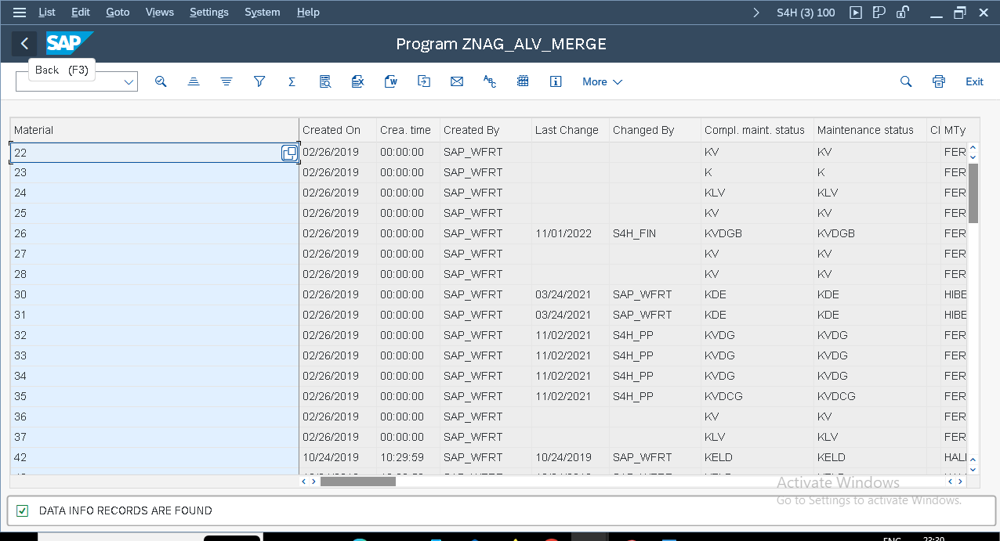 List Edit Goto Views Settings System Help S4H (3) 100
SAP Program ZNAG_ALV_MERGE
Back (F3)
More Exit
Material Created On Crea. time Created By Last Change Changed By Compl. maint. status Maintenance status Cl MTy
22 02/26/2019 00:00:00 SAP_WFRT KV KV FER
23 02/26/2019 00:00:00 SAP_WFRT K K FER
24 02/26/2019 00:00:00 SAP_WFRT KLV KLV FER
25 02/26/2019 00:00:00 SAP_WFRT KV KV FER
26 02/26/2019 00:00:00 SAP_WFRT 11/01/2022 S4H_FIN KVDGB KVDGB FER
27 02/26/2019 00:00:00 SAP_WFRT KV KV FER
28 02/26/2019 00:00:00 SAP_WFRT KV KV FER
30 02/26/2019 00:00:00 SAP_WFRT 03/24/2021 SAP_WFRT KDE KDE HIBE
31 02/26/2019 00:00:00 SAP_WFRT 03/24/2021 SAP_WFRT KDE KDE HIBE
32 02/26/2019 00:00:00 SAP_WFRT 11/02/2021 S4H_PP KVDG KVDG FER
33 02/26/2019 00:00:00 SAP_WFRT 11/02/2021 S4H_PP KVDG KVDG FER
34 02/26/2019 00:00:00 SAP_WFRT 11/02/2021 S4H_PP KVDG KVDG FER
35 02/26/2019 00:00:00 SAP_WFRT 11/02/2021 S4H_PP KVDCG KVDCG FER
36 02/26/2019 00:00:00 SAP_WFRT KV KV FER
37 02/26/2019 00:00:00 SAP_WFRT KLV KLV FER
42 10/24/2019 10:29:59 SAP_WFRT 10/24/2019 SAP_WFRT KELD KELD HAL
Activate Windows
Go to Settings to activate Windows.
DATA INFO RECORDS ARE FOUND